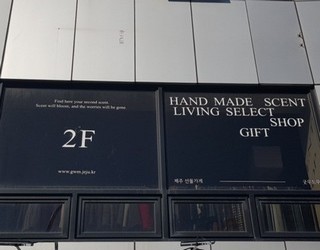 Find here your second scent
Scent will bloom, and the worries will be gone
2F
www.gwm.jeju.kr
HAND MADE SCENT
LIVING SELECT
SHOP
GIFT
제주 선물가게